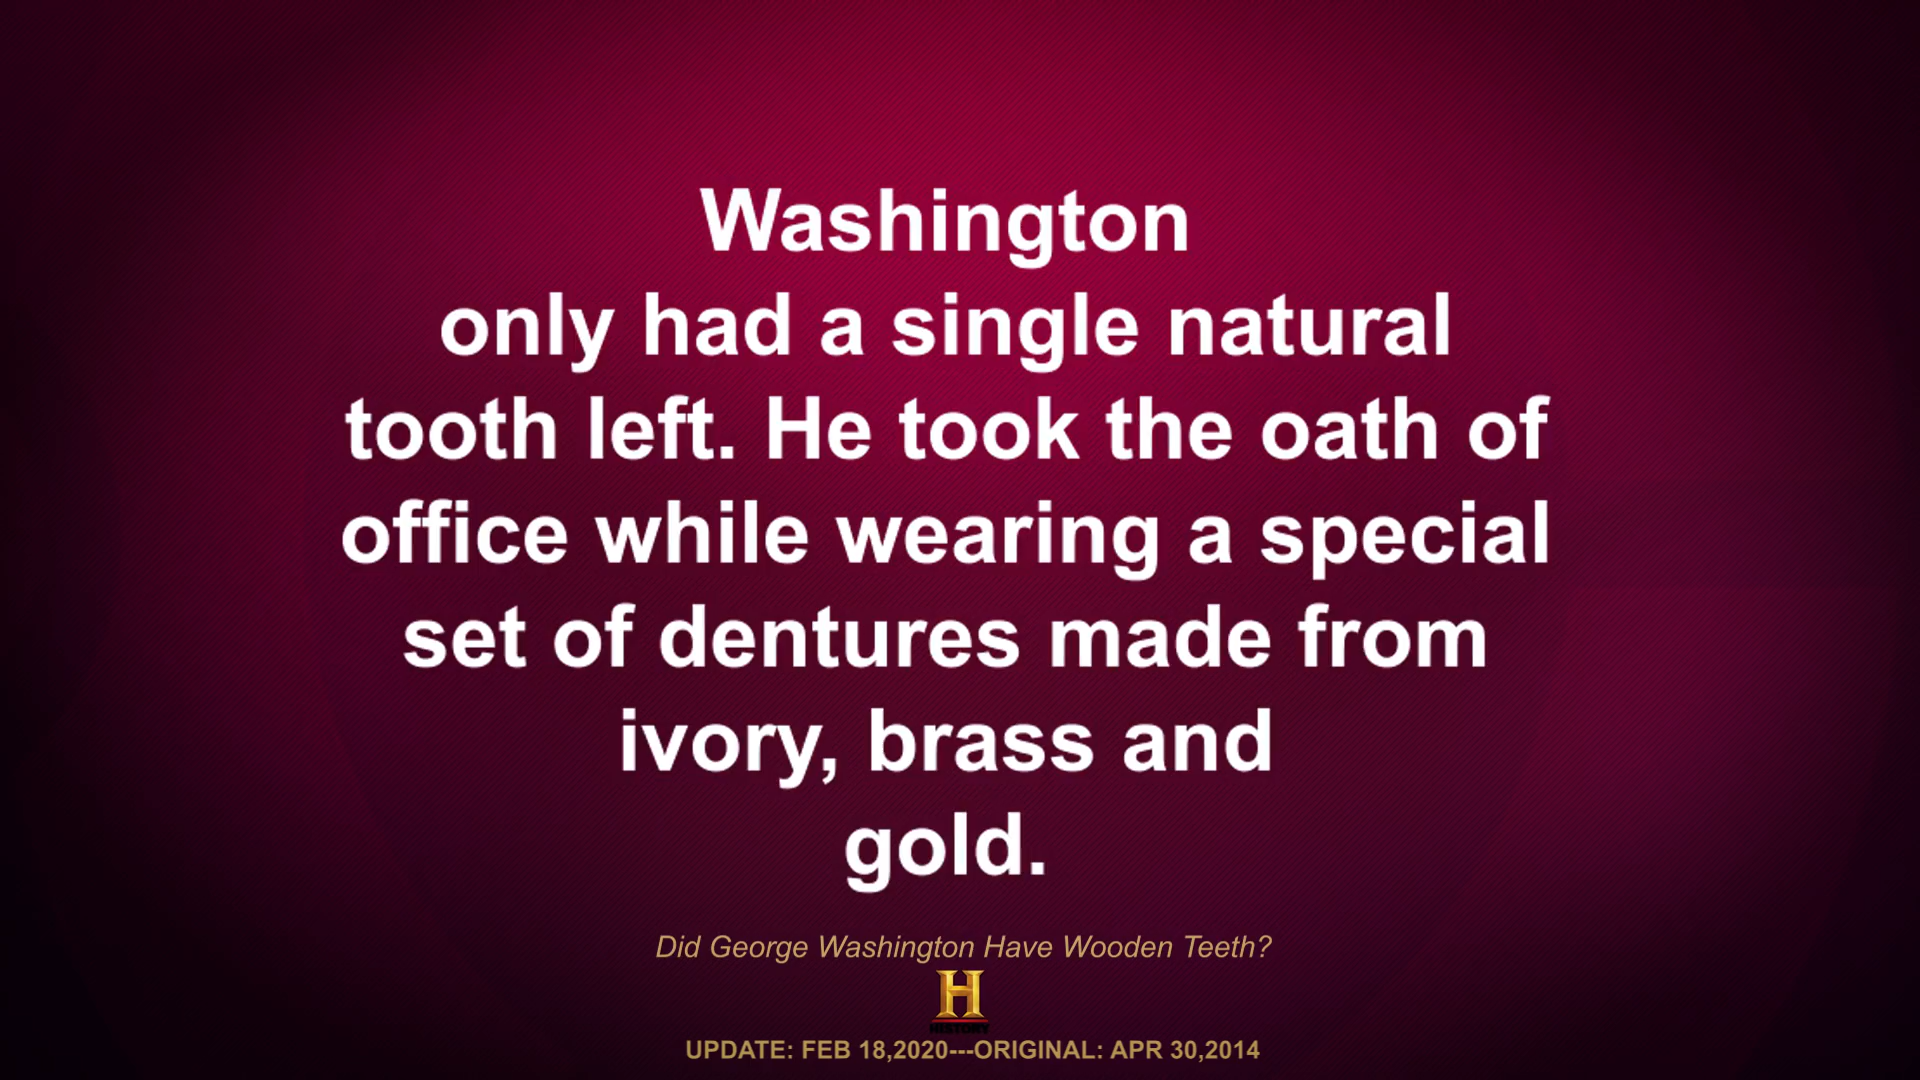 Washington
only had a single natural
tooth left. He took the oath of
office while wearing a special
set of dentures made from
ivory, brass and
gold.
Did George Washington Have Wooden Teeth?
H
HISTORY
UPDATE: FEB 18,2020---ORIGINAL: APR 30,2014